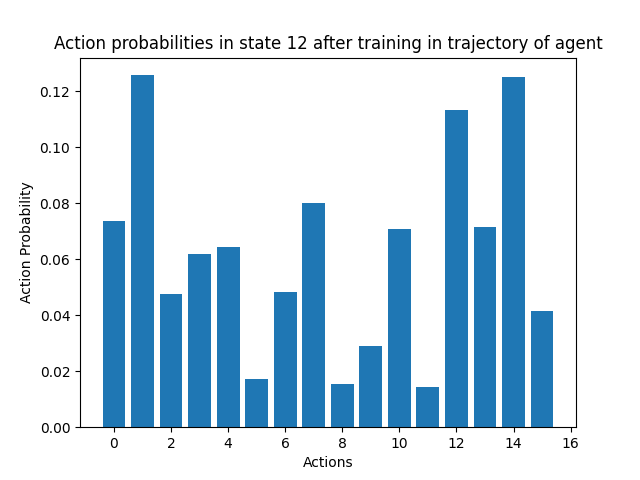 Action probabilities in state 12 after training in trajectory of agent
0.12
0.10
0.08
0.06
0.04
0.02
0.00
Action Probability
0 2 4 6 8 10 12 14 16
Actions